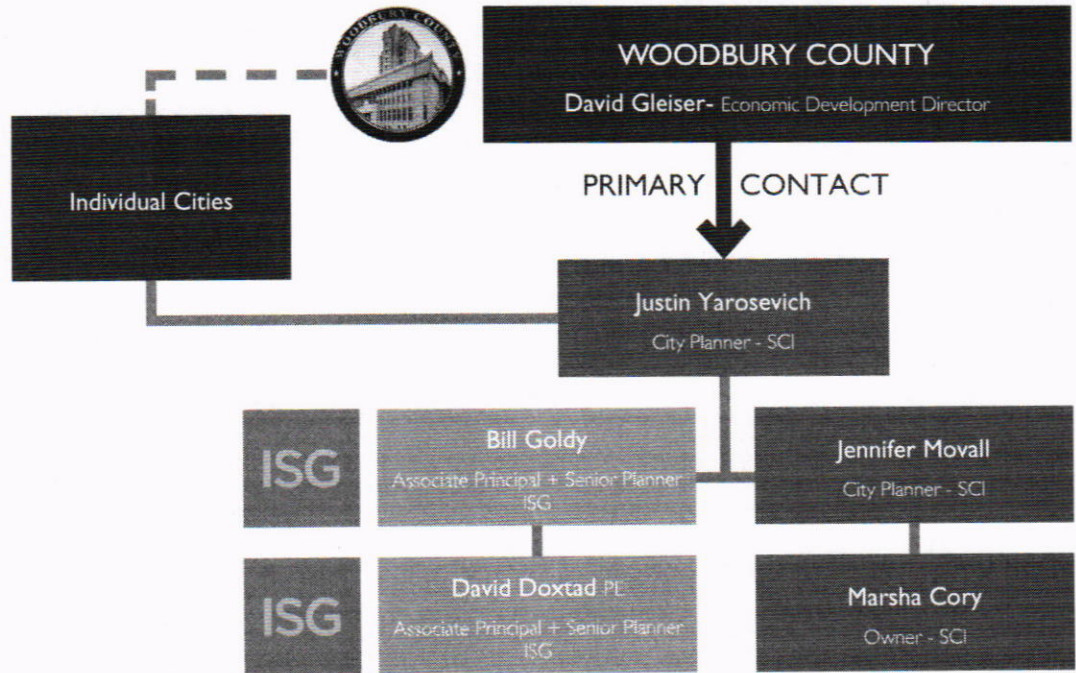 WOODBURY COUNTY
WOODBURY COUNTY
David Gleiser- Economic Development Director
Individual Cities
PRIMARY CONTACT
Justin Yarosevich
City Planner - SCI
ISG
Bill Goldy
Associate Principal + Senior Planner
ISG
Jennifer Movall
City Planner - SCI
ISG
David Doxtad PE
Associate Principal + Senior Planner
ISG
Marsha Cory
Owner - SCI